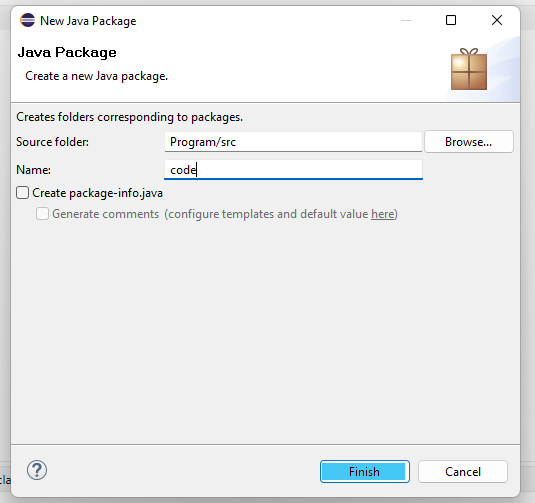 New Java Package
Java Package
Create a new Java package.
Creates folders corresponding to packages.
Source folder: Program/src Browse...
Name: code
Create package-info.java
Generate comments (configure templates and default value here)
? Finish Cancel
cla